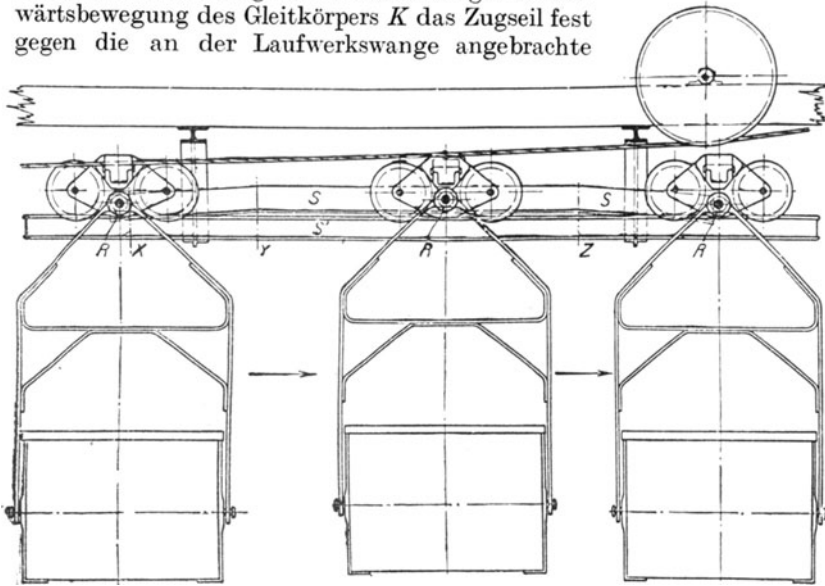 wärtsbewegung des Gleitkörpers K das Zugseil fest
gegen die an der Laufwerkswange angebrachte
S S
S'
R X Y R Z R